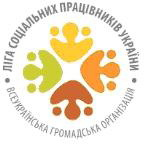 ЛІГА СОЦІАЛЬНИХ ПРАЦІВНИКІВ УКРАЇНИ
ВСЕУКРАЇНСЬКА ГРОМАДСЬКА ОРГАНІЗАЦІЯ